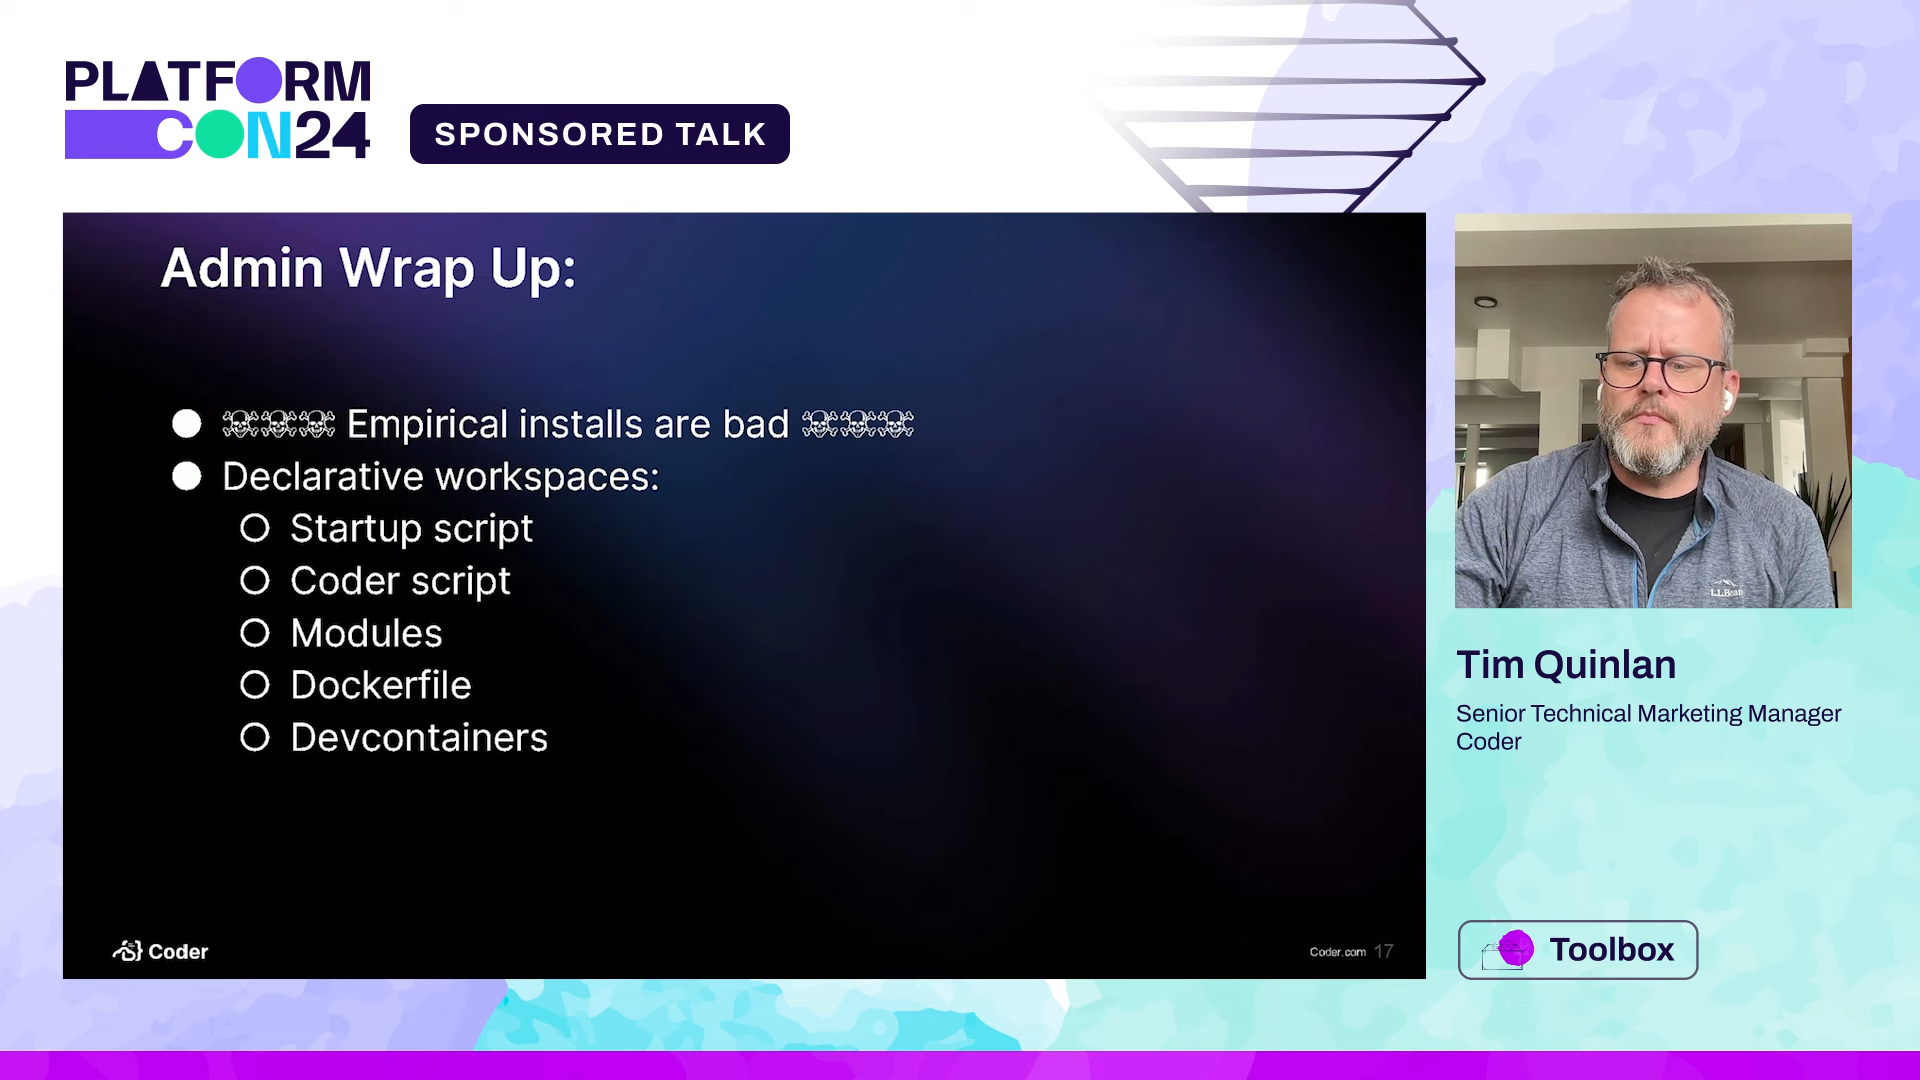 PLATFORM
CON24
SPONSORED TALK
Admin Wrap Up:
☠☠☠ Empirical installs are bad ☠☠☠
Declarative workspaces:
Startup script
Coder script
Modules
Dockerfile
Devcontainers
Coder
Coder.com 17
L.L.Bean
Tim Quinlan
Senior Technical Marketing Manager
Coder
Toolbox